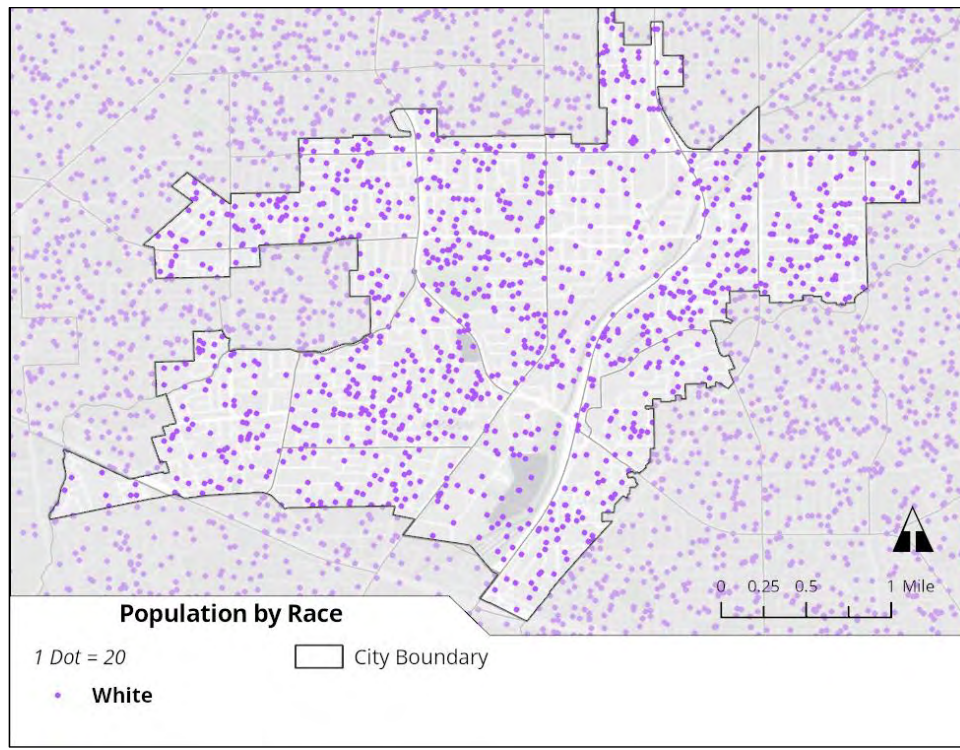 0 0.25 0.5 1 Mile
Population by Race
1 Dot = 20
City Boundary
White